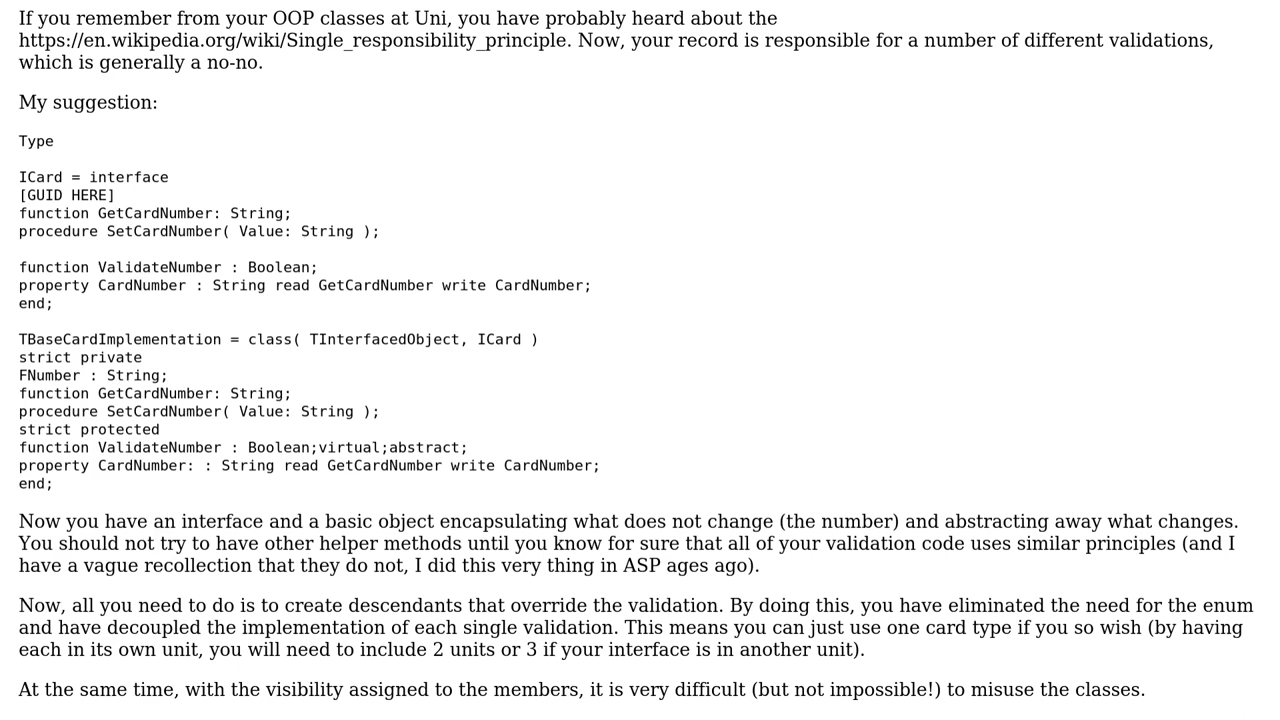 If you remember from your OOP classes at Uni, you have probably heard about the
https://en.wikipedia.org/wiki/Single_responsibility_principle. Now, your record is responsible for a number of different validations,
which is generally a no-no.
My suggestion:
Type
ICard = interface
[GUID HERE]
function GetCardNumber: String;
procedure SetCardNumber( Value: String );
function ValidateNumber : Boolean;
property CardNumber : String read GetCardNumber write CardNumber;
end;
TBaseCardImplementation = class( TInterfacedObject, ICard )
strict private
FNumber : String;
function GetCardNumber: String;
procedure SetCardNumber( Value: String );
strict protected
function ValidateNumber : Boolean;virtual;abstract;
property CardNumber: : String read GetCardNumber write CardNumber;
end;
Now you have an interface and a basic object encapsulating what does not change (the number) and abstracting away what changes.
You should not try to have other helper methods until you know for sure that all of your validation code uses similar principles (and I
have a vague recollection that they do not, I did this very thing in ASP ages ago).
Now, all you need to do is to create descendants that override the validation. By doing this, you have eliminated the need for the enum
and have decoupled the implementation of each single validation. This means you can just use one card type if you so wish (by having
each in its own unit, you will need to include 2 units or 3 if your interface is in another unit).
At the same time, with the visibility assigned to the members, it is very difficult (but not impossible!) to misuse the classes.